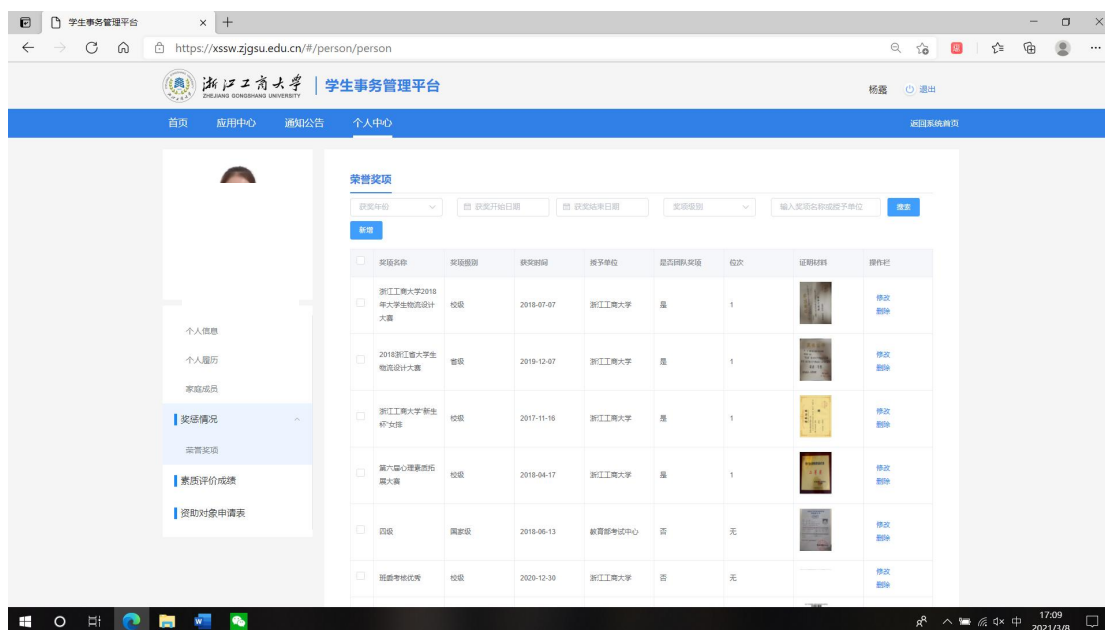 学生事务管理平台
https://xssw.zjgsu.edu.cn/#/person/person
浙江工商大学 学生事务管理平台
ZHEJIANG GONGSHANG UNIVERSITY
杨露 退出
首页 应用中心 通知公告 个人中心 返回系统首页
个人信息
个人履历
家庭成员
奖惩情况
荣誉奖项
素质评价成绩
资助对象申请表
荣誉奖项
获奖年份 获奖开始日期 获奖结束日期 奖项级别 输入奖项名称或授予单位 搜索
新增
奖项名称 奖项级别 获奖时间 授予单位 是否团队奖项 位次 证明材料 操作栏
浙江工商大学2018
年大学生物流设计
大赛
校级 2018-07-07 浙江工商大学 是 1 修改
删除
2018浙江省大学生
物流设计大赛
省级 2019-12-07 浙江工商大学 是 1 修改
删除
浙江工商大学“新生
杯”女排
校级 2017-11-16 浙江工商大学 是 1 修改
删除
第六届心理素质拓
展大赛
校级 2018-04-17 浙江工商大学 是 1 修改
删除
四级 国家级 2018-06-13 教育部考试中心 否 无 修改
删除
班级考核优秀 校级 2020-12-30 浙江工商大学 否 无 修改
删除
中
17:09
2021/3/8